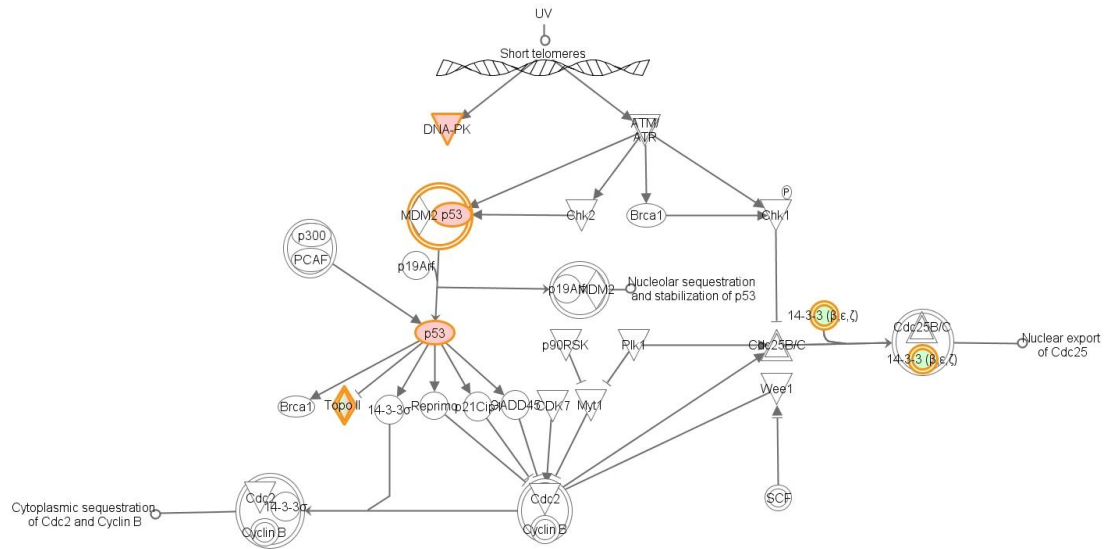 UV
Short telomeres
DNA-PK
ATM/
ATR
P
MDM2 p53
Chk2
Brca1
Chk1
p300
PCAF
p19Arf
p19Arf MDM2
Nucleolar sequestration
and stabilization of p53
14-3-3 (β,ε,ζ)
p53
p90RSK
Plk1
Cdc25B/C
Cdc25B/C
14-3-3 (β,ε,ζ)
Nuclear export
of Cdc25
Wee1
Brca1
Topo II
14-3-3σ
Reprimo
p21Cip1
GADD45
CDK7
Myt1
SCF
Cdc2
14-3-3σ
Cyclin B
Cdc2
Cyclin B
Cytoplasmic sequestration
of Cdc2 and Cyclin B